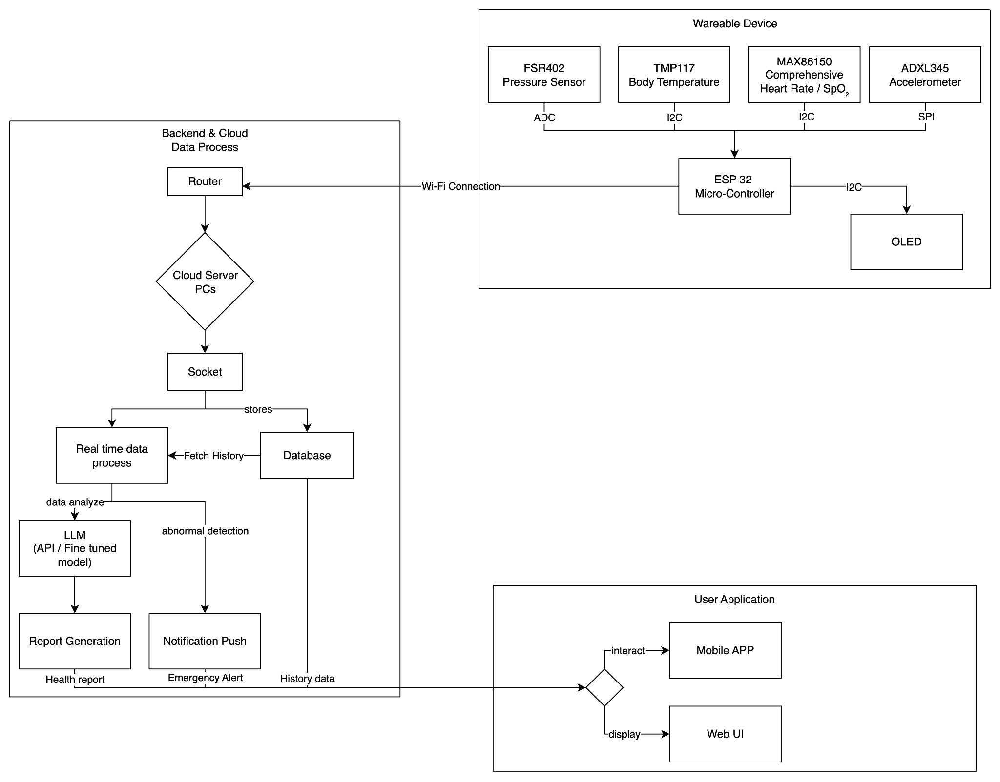 Wareable Device
FSR402
Pressure Sensor
TMP117
Body Temperature
MAX86150
Comprehensive
Heart Rate / SpO₂
ADXL345
Accelerometer
ADC
I2C
I2C
SPI
ESP 32
Micro-Controller
I2C
OLED
Wi-Fi Connection
Backend & Cloud
Data Process
Router
Cloud Server
PCs
Socket
stores
Real time data
process
Fetch History
Database
data analyze
abnormal detection
LLM
(API / Fine tuned
model)
Report Generation
Notification Push
Health report
Emergency Alert
History data
User Application
interact
Mobile APP
display
Web UI